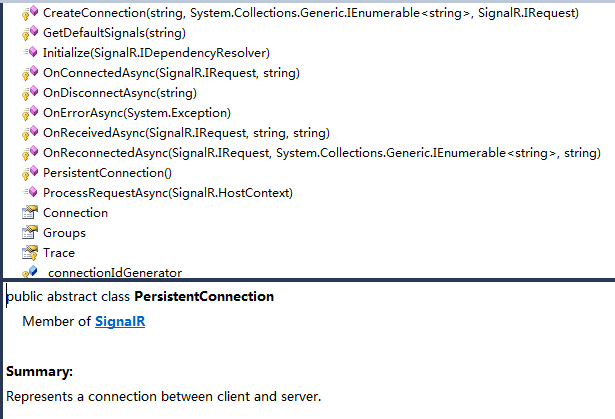 CreateConnection(string, System.Collections.Generic.IEnumerable<string>, SignalR.IRequest)
GetDefaultSignals(string)
Initialize(SignalR.IDependencyResolver)
OnConnectedAsync(SignalR.IRequest, string)
OnDisconnectAsync(string)
OnErrorAsync(System.Exception)
OnReceivedAsync(SignalR.IRequest, string, string)
OnReconnectedAsync(SignalR.IRequest, System.Collections.Generic.IEnumerable<string>, string)
PersistentConnection()
ProcessRequestAsync(SignalR.HostContext)
Connection
Groups
Trace
_connectionIdGenerator
public abstract class PersistentConnection
Member of SignalR
Summary:
Represents a connection between client and server.